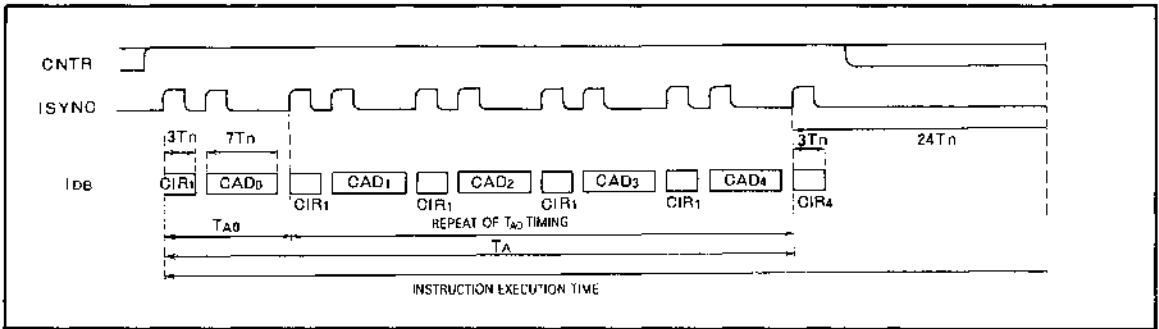 CNTR
ISYNC
3Tn 7Tn 3Tn 24Tn
IDB CIR1 CAD0 CAD1 CAD2 CAD3 CAD4
CIR1 CIR1 CIR1 CIR1 CIR4
TA0 REPEAT OF TA0 TIMING
TA
INSTRUCTION EXECUTION TIME